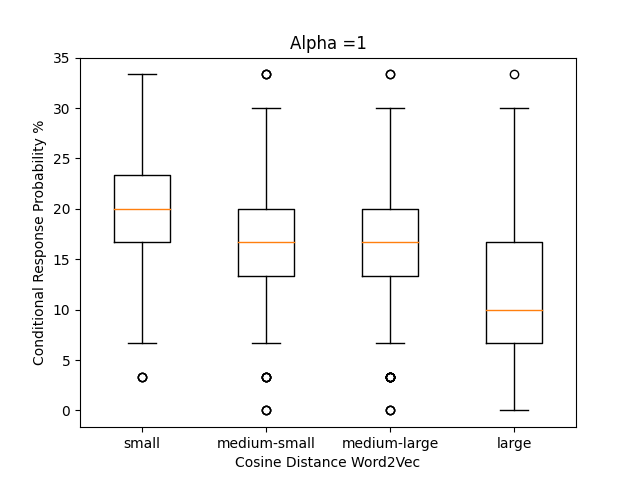 Alpha =1
Conditional Response Probability %
35
30
25
20
15
10
5
0
small medium-small medium-large large
Cosine Distance Word2Vec